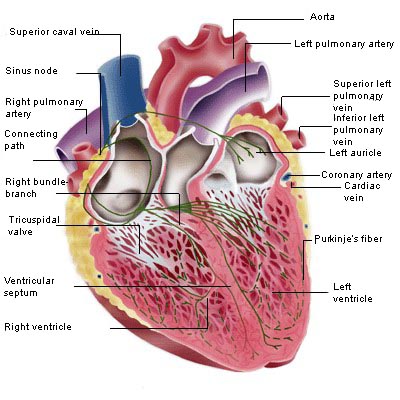 Aorta
Superior caval vein
Left pulmonary artery
Sinus node
Superior left
pulmonary
vein
Right pulmonary
artery
Inferior left
pulmonary
vein
Connecting
path
Left auricle
Coronary artery
Right bundle-
branch
Cardiac
vein
Tricuspidal
valve
Purkinje's fiber
Ventricular
septum
Left
ventricle
Right ventricle